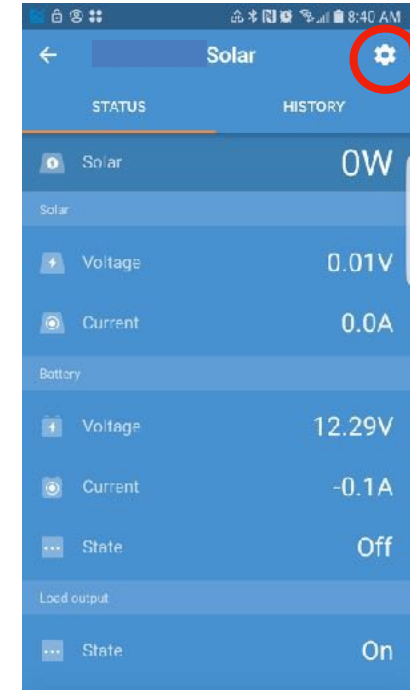 8:40 AM
Solar
STATUS
HISTORY
Solar 0W
Solar
Voltage 0.01V
Current 0.0A
Battery
Voltage 12.29V
Current -0.1A
State Off
Load output
State On